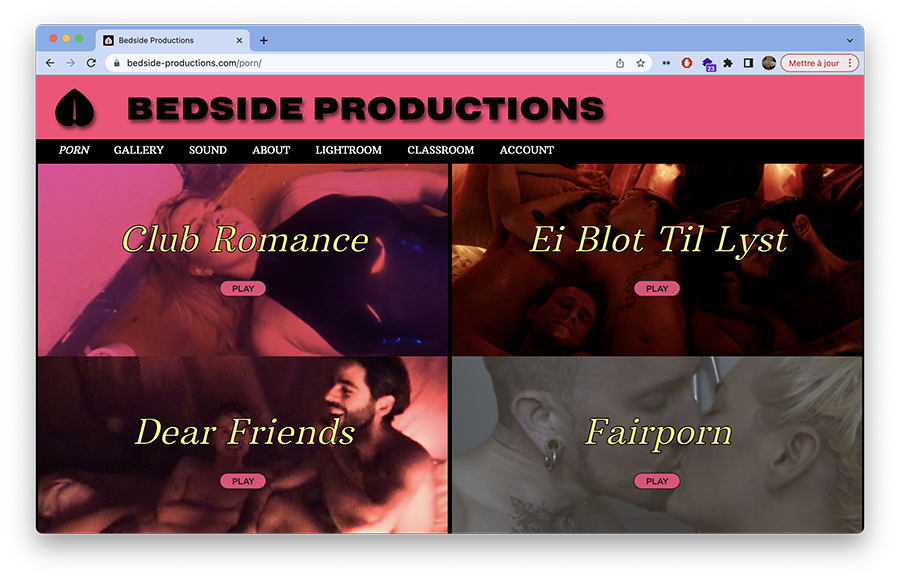 Bedside Productions
bedside-productions.com/porn/
23
Mettre à jour
BEDSIDE PRODUCTIONS
PORN GALLERY SOUND ABOUT LIGHTROOM CLASSROOM ACCOUNT
Club Romance
PLAY
Ei Blot Til Lyst
PLAY
Dear Friends
PLAY
Fairporn
PLAY